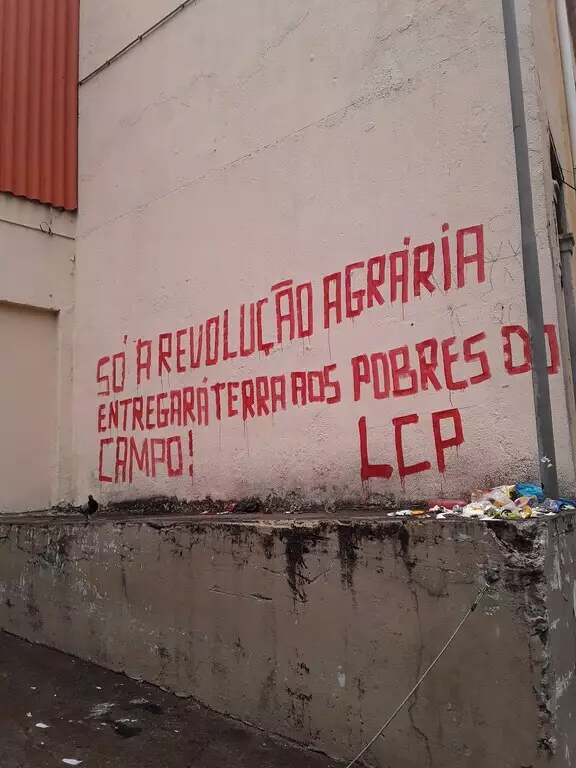 SÓ A REVOLUÇÃO AGRÁRIA
ENTREGARÁ TERRA AOS POBRES DO
CAMPO! LCP